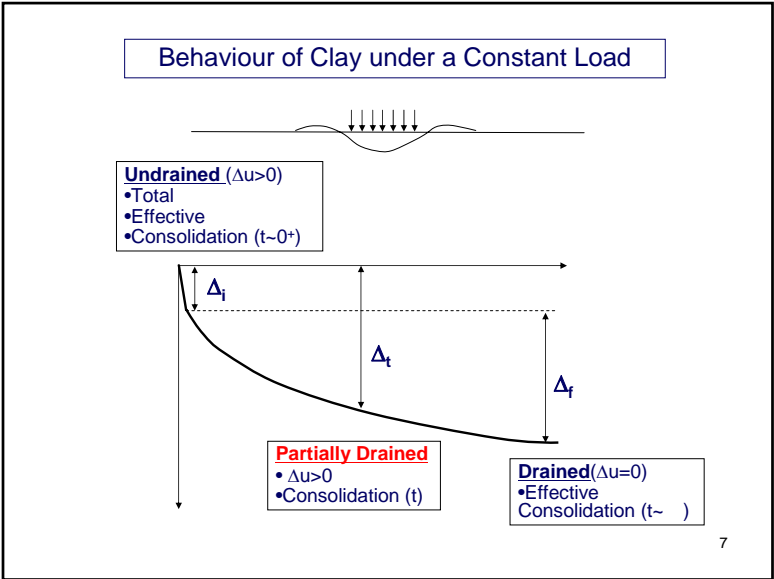 Behaviour of Clay under a Constant Load
Undrained (Δu>0)
•Total
•Effective
•Consolidation (t~0⁺)
Δi
Δt
Δf
Partially Drained
• Δu>0
•Consolidation (t)
Drained(Δu=0)
•Effective
Consolidation (t~ )
7